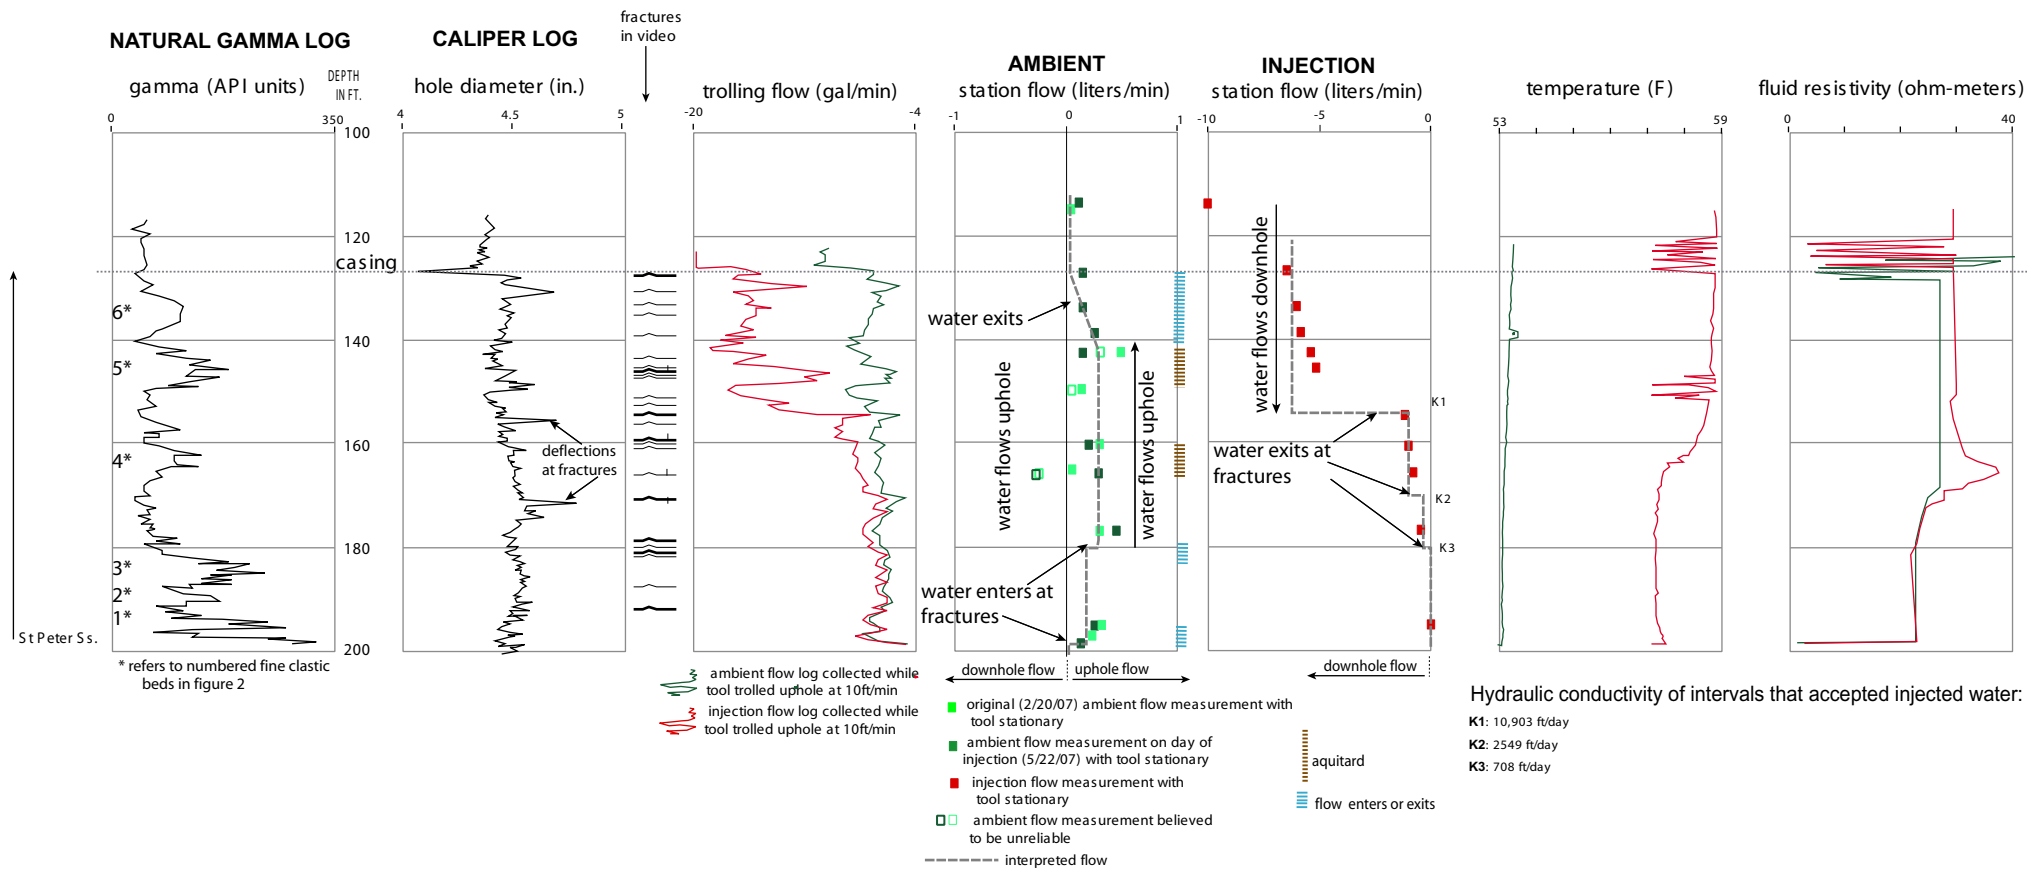 fractures
in video
NATURAL GAMMA LOG
CALIPER LOG
AMBIENT
INJECTION
gamma (API units)
DEPTH
IN FT.
hole diameter (in.)
trolling flow (gal/min)
station flow (liters/min)
station flow (liters/min)
temperature (F)
fluid resistivity (ohm-meters)
0
350
4
4.5
5
-20
-4
-1
0
1
-10
-5
0
53
59
0
40
100
120
casing
140
160
180
200
6*
5*
4*
3*
2*
1*
St Peter Ss.
* refers to numbered fine clastic
beds in figure 2
deflections
at fractures
water exits
water flows uphole
water flows uphole
water enters at
fractures
water flows downhole
water exits at
fractures
K1
K2
K3
downhole flow
uphole flow
downhole flow
ambient flow log collected while
tool trolled uphole at 10ft/min
injection flow log collected while
tool trolled uphole at 10ft/min
original (2/20/07) ambient flow measurement with
tool stationary
ambient flow measurement on day of
injection (5/22/07) with tool stationary
injection flow measurement with
tool stationary
ambient flow measurement believed
to be unreliable
interpreted flow
aquitard
flow enters or exits
Hydraulic conductivity of intervals that accepted injected water:
K1: 10,903 ft/day
K2: 2549 ft/day
K3: 708 ft/day